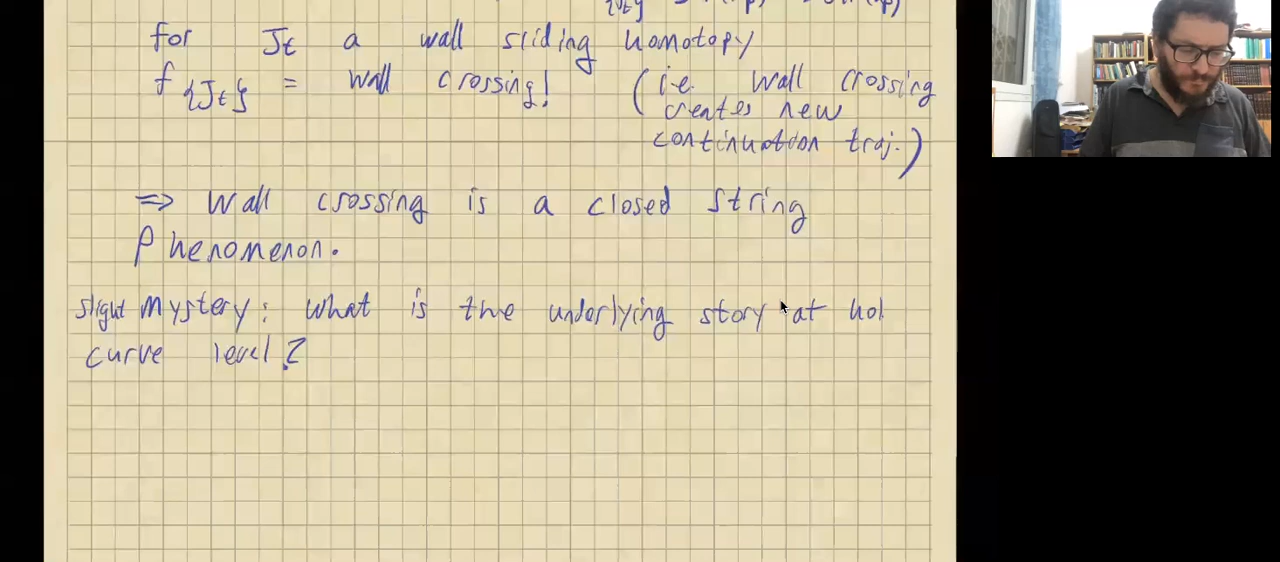 for J_t a wall sliding homotopy
f_{J_t} = wall crossing! (i.e. wall crossing
creates new
continuation traj.)
=> Wall crossing is a closed string
Phenomenon.
slight mystery: What is the underlying story at hol
curve level?